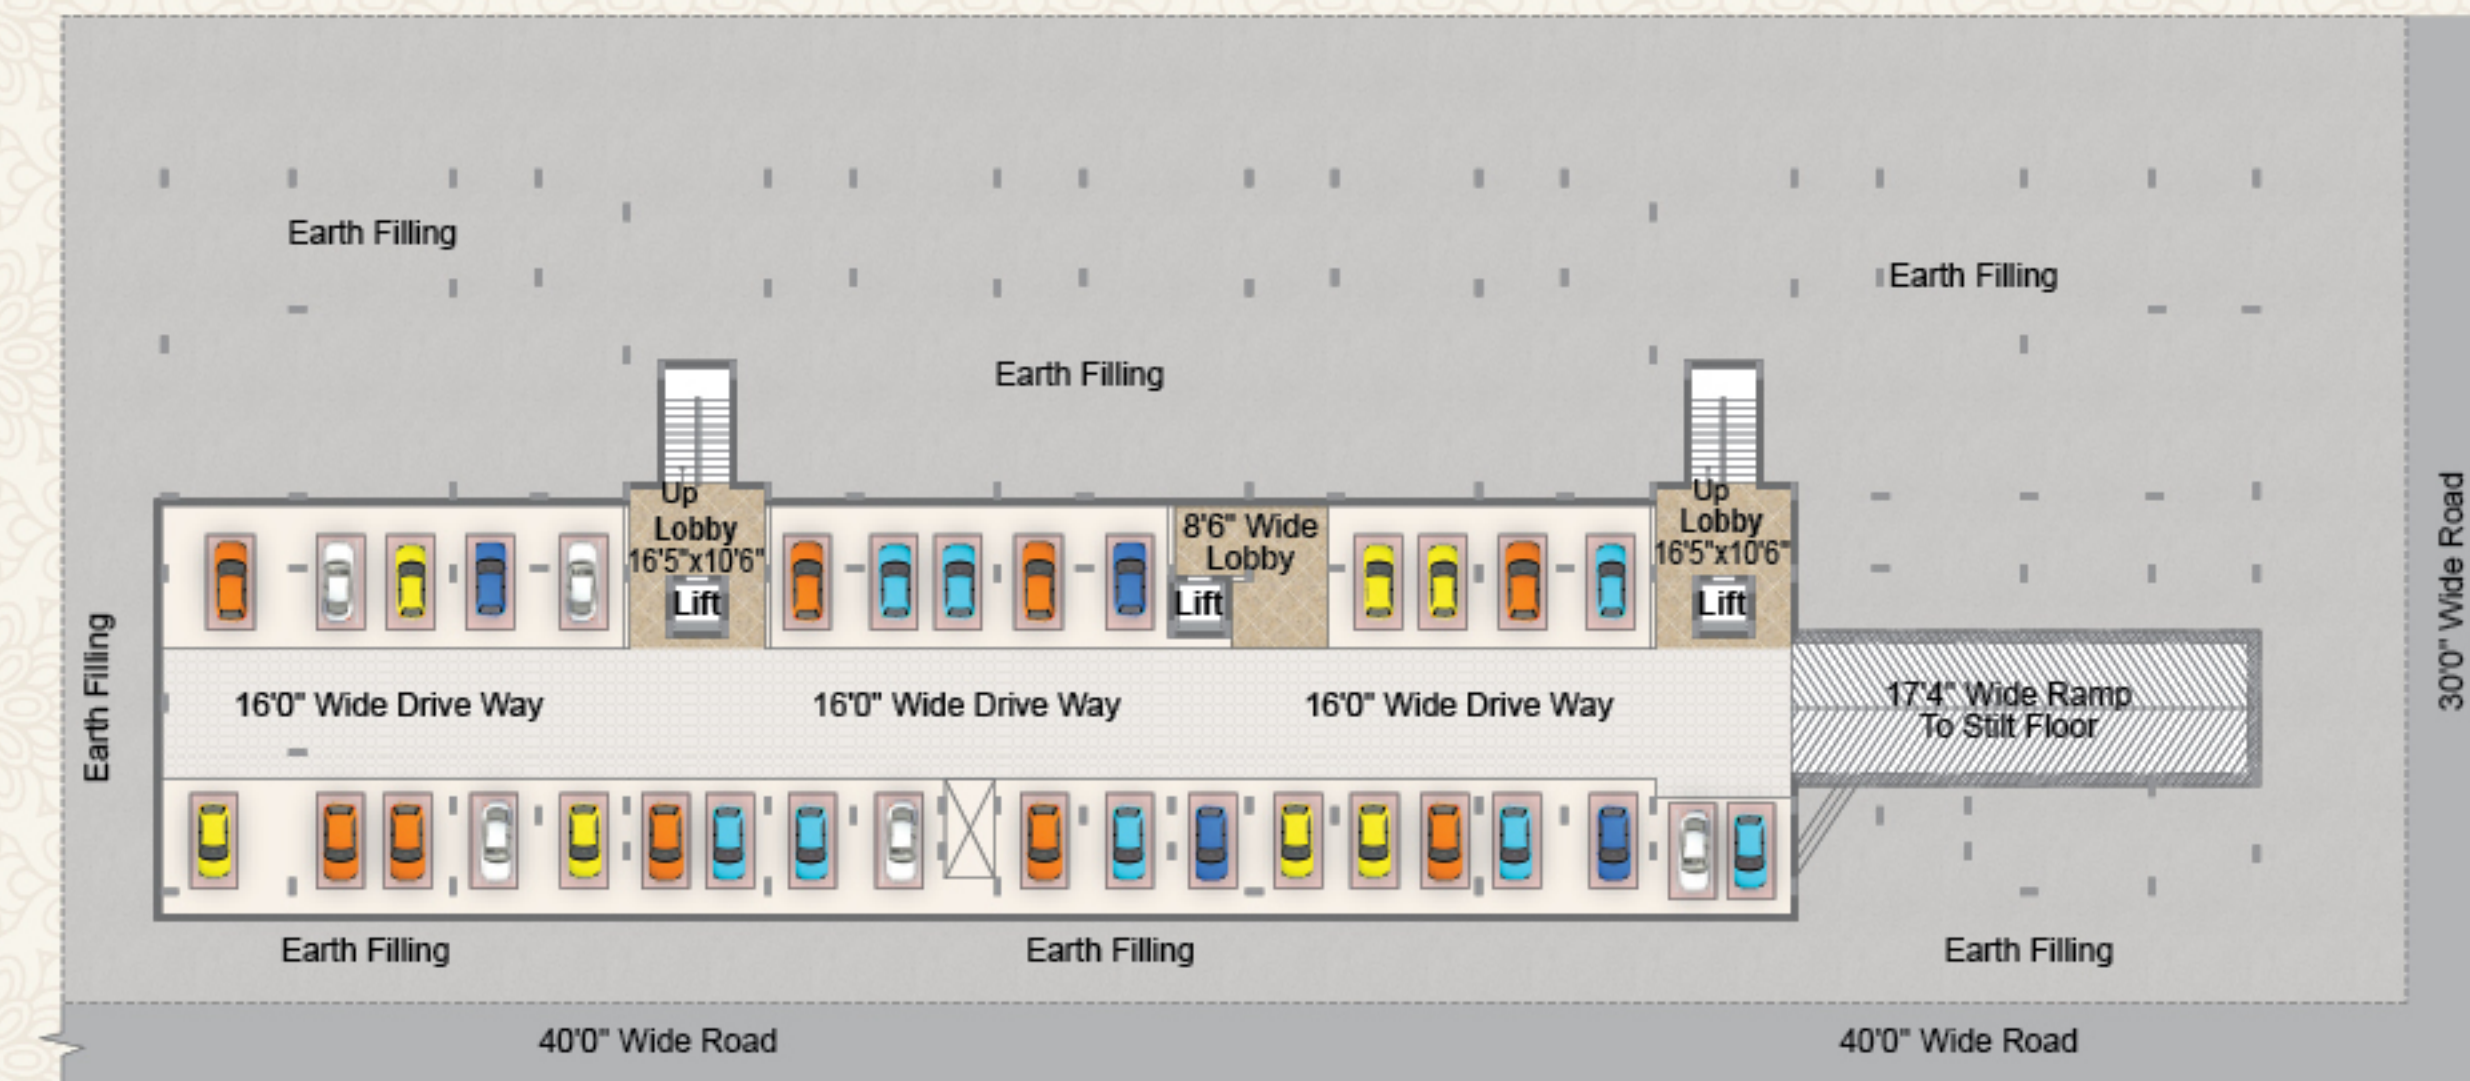 Earth Filling
Earth Filling
Earth Filling
Up
Lobby
16'5"x10'6"
Lift
8'6" Wide
Lobby
Lift
Up
Lobby
16'5"x10'6"
Lift
Earth Filling
16'0" Wide Drive Way
16'0" Wide Drive Way
16'0" Wide Drive Way
17'4" Wide Ramp
To Stilt Floor
30'0" Wide Road
Earth Filling
Earth Filling
Earth Filling
40'0" Wide Road
40'0" Wide Road